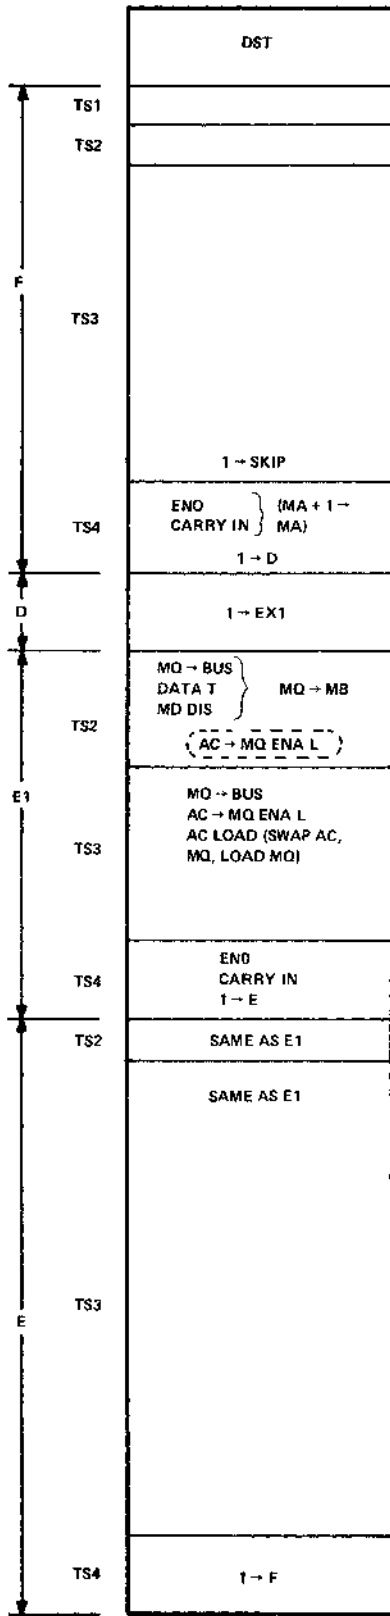 DST
TS1
TS2
F
TS3
1 → SKIP
TS4
END
CARRY IN
(MA + 1 →
MA)
1 → D
D
1 → EX1
E1
TS2
MQ → BUS
DATA T
MD DIS
MQ → MB
AC → MQ ENA L
TS3
MQ → BUS
AC → MQ ENA L
AC LOAD (SWAP AC,
MQ, LOAD MQ)
TS4
END
CARRY IN
1 → E
E
TS2
SAME AS E1
SAME AS E1
TS3
TS4
1 → F